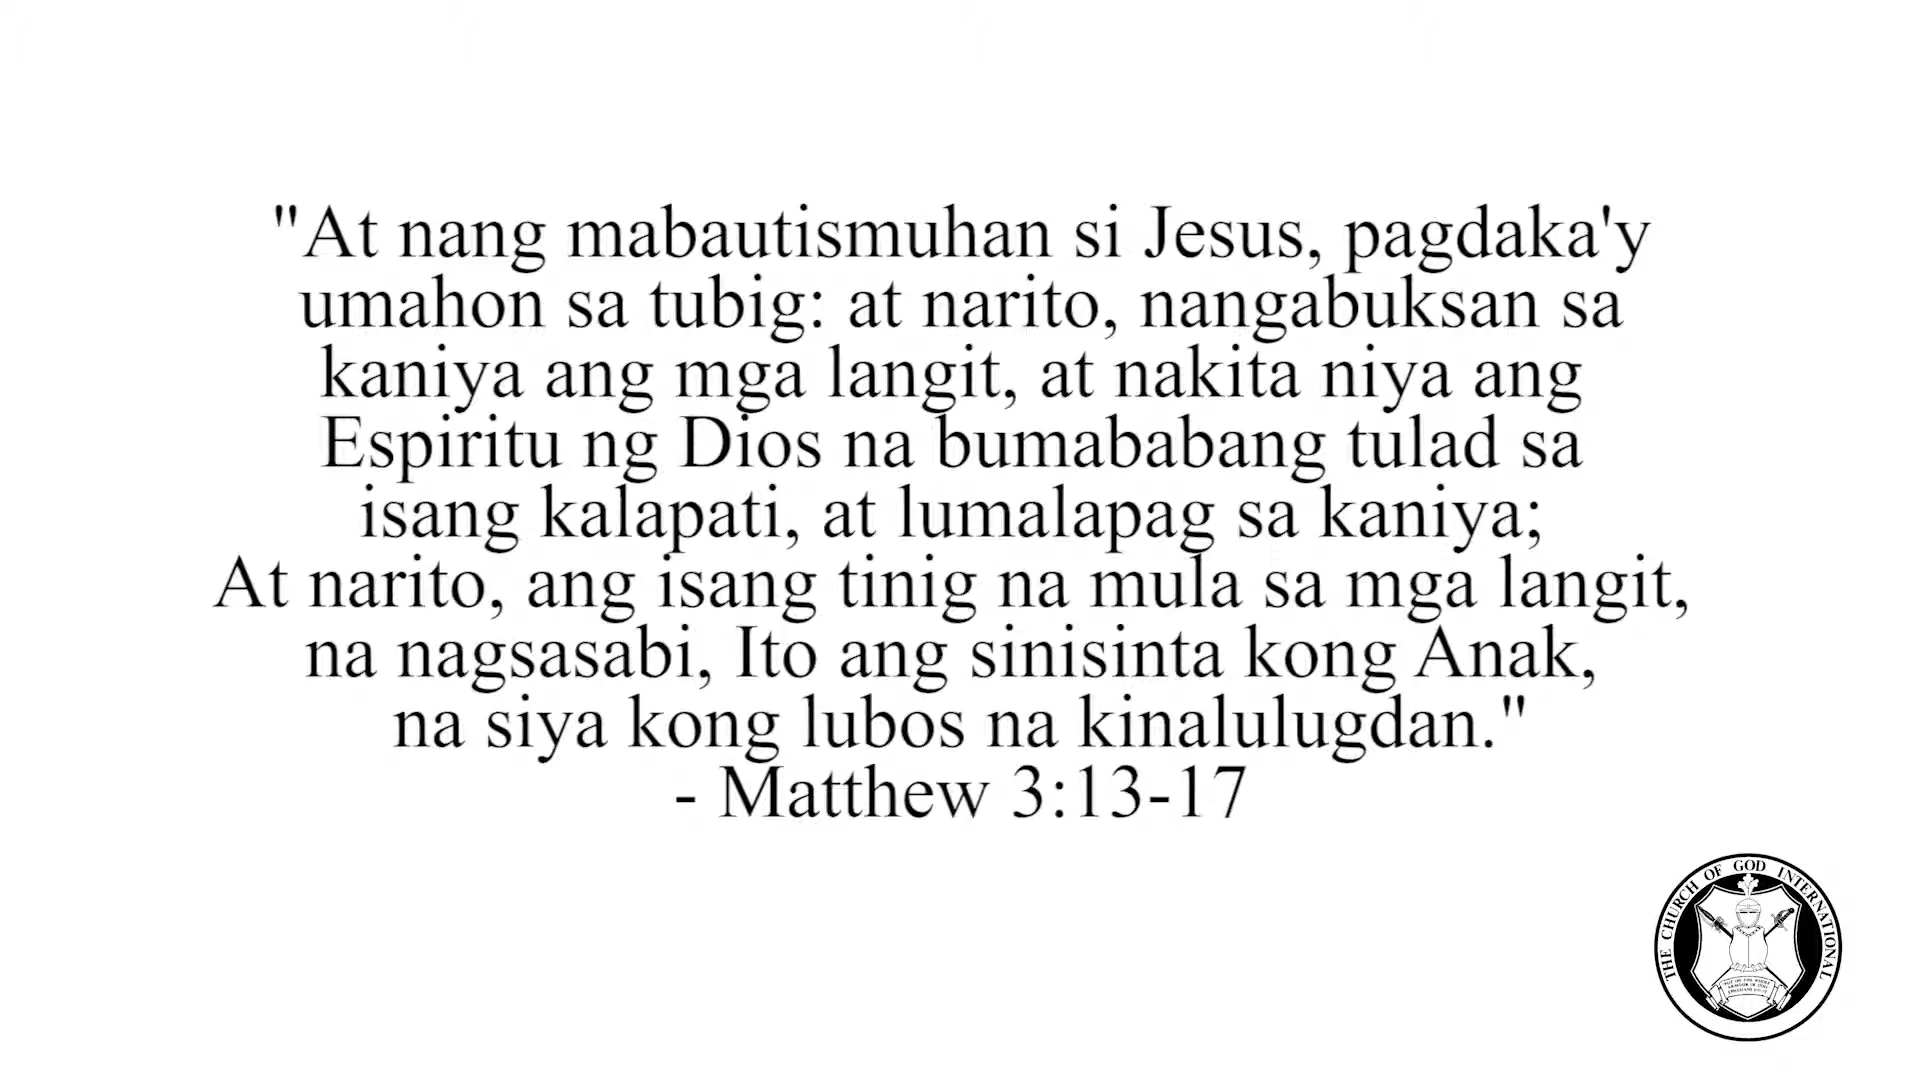 "At nang mabautismuhan si Jesus, pagdaka'y
umahon sa tubig: at narito, nangabuksan sa
kaniya ang mga langit, at nakita niya ang
Espiritu ng Dios na bumababang tulad sa
isang kalapati, at lumalapag sa kaniya;
At narito, ang isang tinig na mula sa mga langit,
na nagsasabi, Ito ang sinisinta kong Anak,
na siya kong lubos na kinalulugdan."
- Matthew 3:13-17
THE CHURCH OF GOD INTERNATIONAL